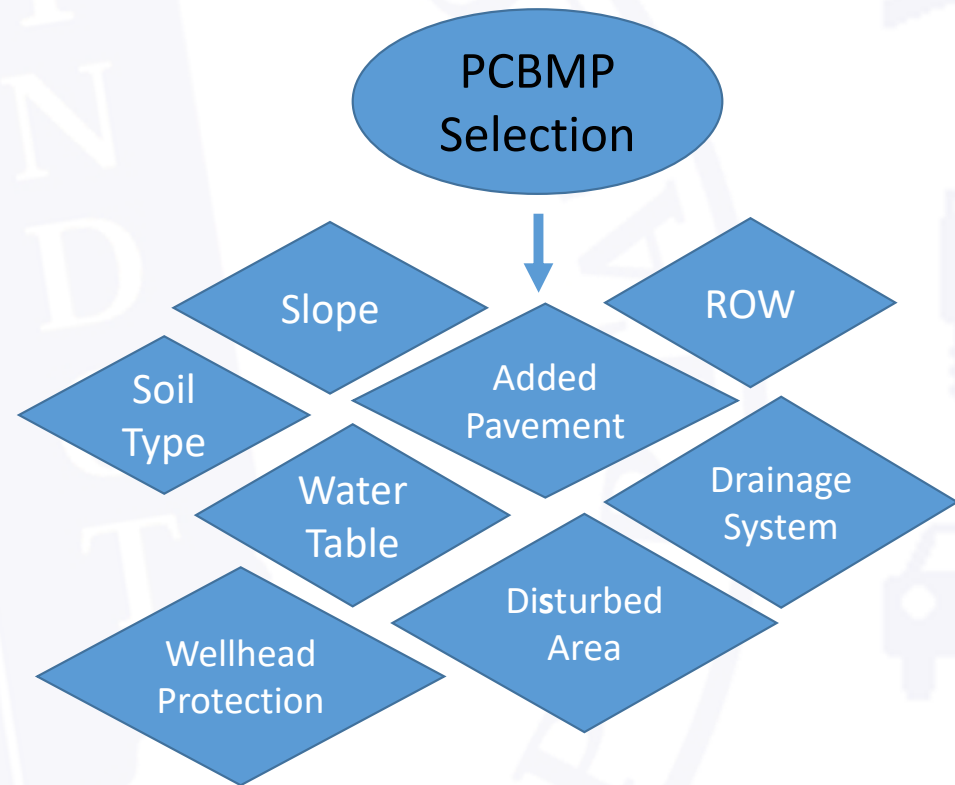 PCBMP
Selection
Slope
ROW
Soil
Type
Added
Pavement
Water
Table
Drainage
System
Disturbed
Area
Wellhead
Protection
I
N
D
O
T